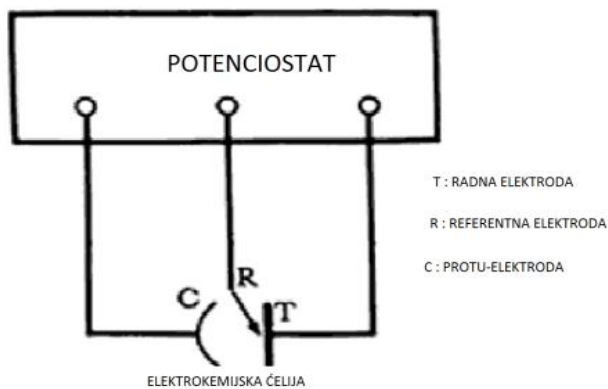 POTENCIOSTAT
T : RADNA ELEKTRODA
R : REFERENTNA ELEKTRODA
C : PROTU-ELEKTRODA
C
R
T
ELEKTROKEMIJSKA ĆELIJA